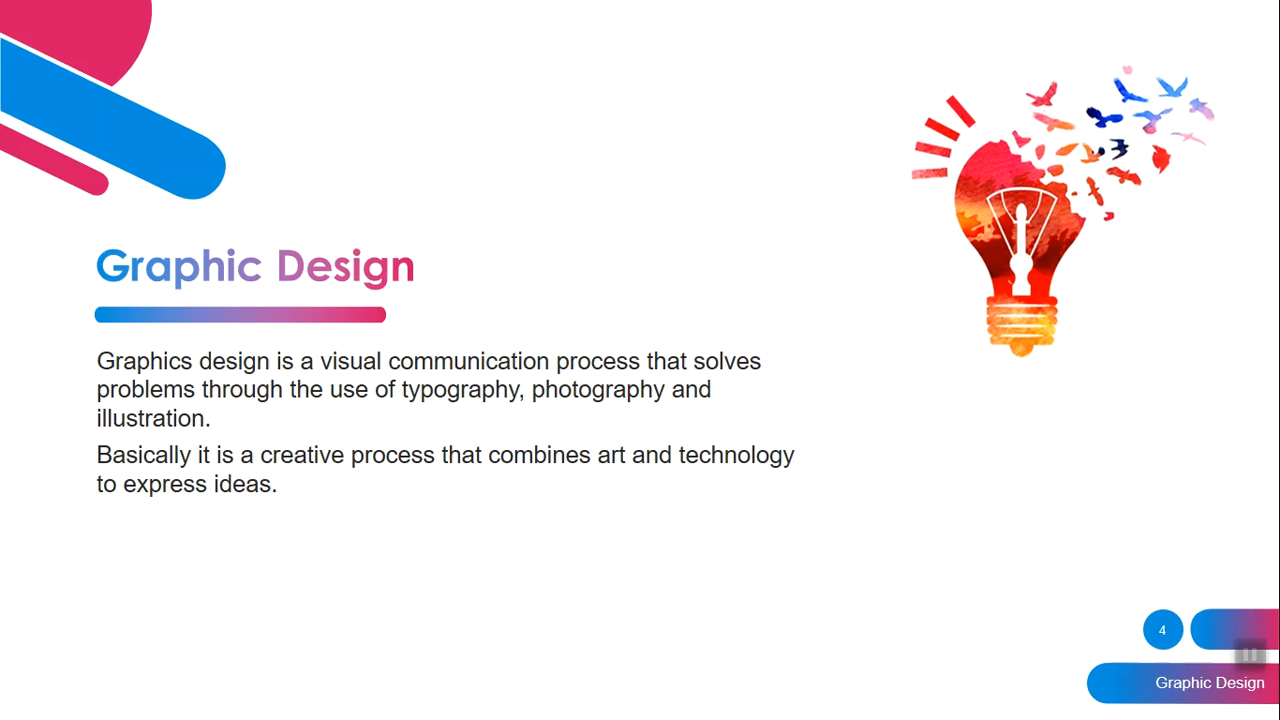 Graphic Design
Graphics design is a visual communication process that solves
problems through the use of typography, photography and
illustration.
Basically it is a creative process that combines art and technology
to express ideas.
4
Graphic Design